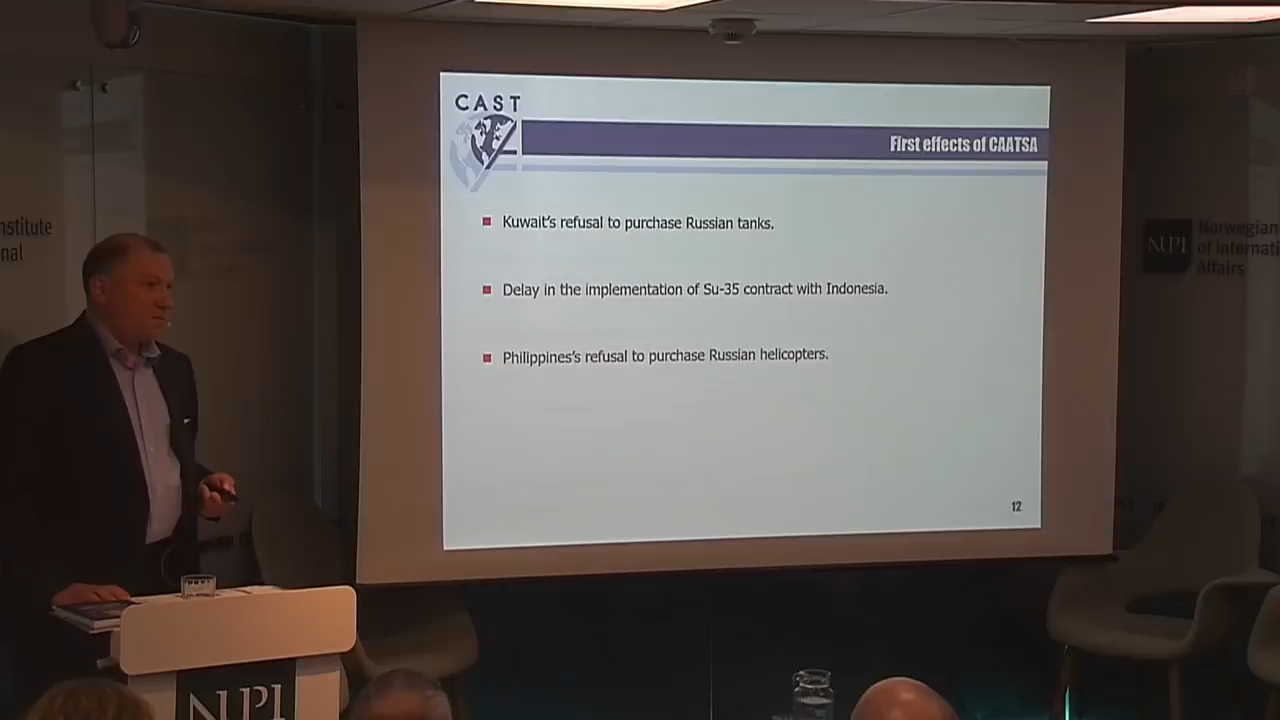 CAST
First effects of CAATSA
Kuwait's refusal to purchase Russian tanks.
Delay in the implementation of Su-35 contract with Indonesia.
Philippines's refusal to purchase Russian helicopters.
12
nstitute
nal
NUPI
Norwegian
of Internati
Affairs
NUPI